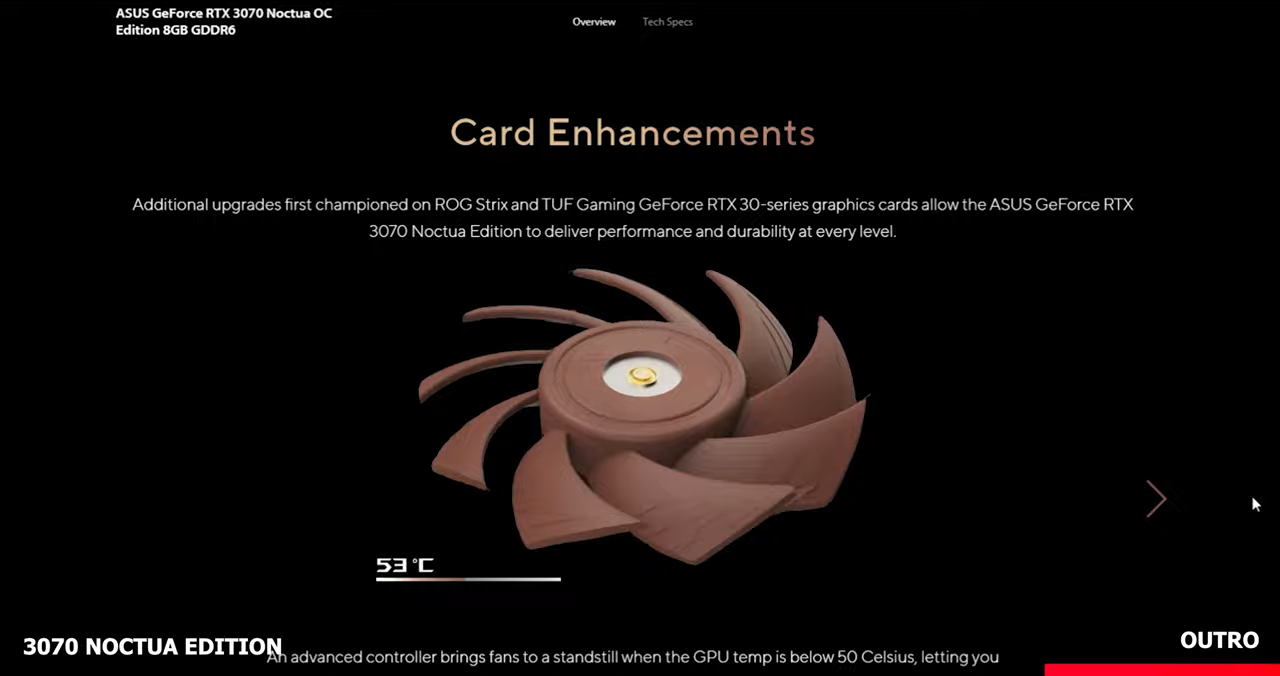 ASUS GeForce RTX 3070 Noctua OC
Edition 8GB GDDR6
Overview
Tech Specs
Card Enhancements
Additional upgrades first championed on ROG Strix and TUF Gaming GeForce RTX 30-series graphics cards allow the ASUS GeForce RTX
3070 Noctua Edition to deliver performance and durability at every level.
53°C
3070 NOCTUA EDITION
OUTRO
An advanced controller brings fans to a standstill when the GPU temp is below 50 Celsius, letting you